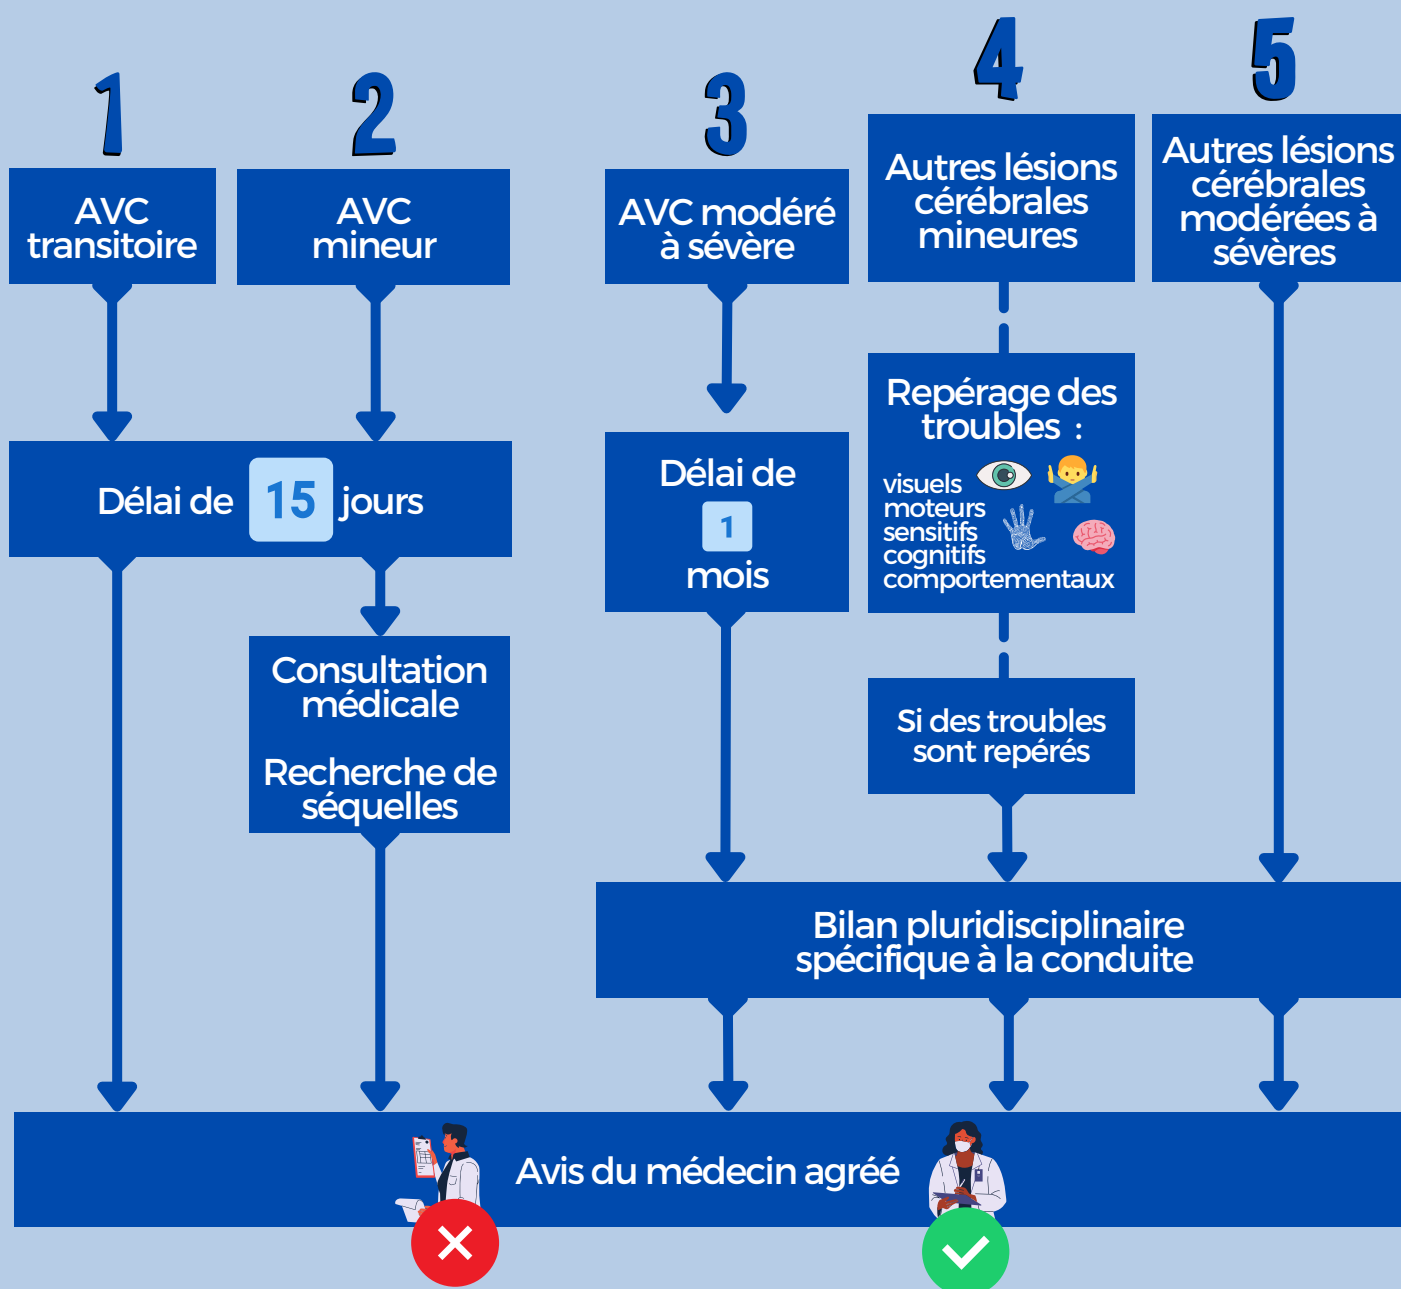 1
AVC
transitoire
2
AVC
mineur
3
AVC modéré
à sévère
4
Autres lésions
cérébrales
mineures
5
Autres lésions
cérébrales
modérées à
sévères
Délai de 15 jours
Consultation
médicale
Recherche de
séquelles
Délai de
1
mois
Repérage des
troubles :
visuels
moteurs
sensitifs
cognitifs
comportementaux
Si des troubles
sont repérés
Bilan pluridisciplinaire
spécifique à la conduite
Avis du médecin agréé